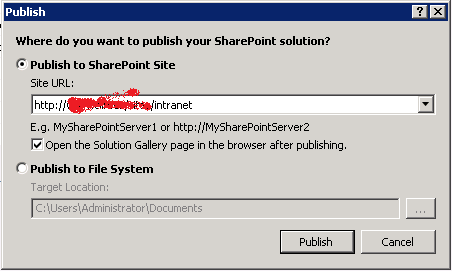 Publish
Where do you want to publish your SharePoint solution?
Publish to SharePoint Site
Site URL:
http:// /intranet
E.g. MySharePointServer1 or http://MySharePointServer2
Open the Solution Gallery page in the browser after publishing.
Publish to File System
Target Location:
C:\Users\Administrator\Documents
...
Publish
Cancel